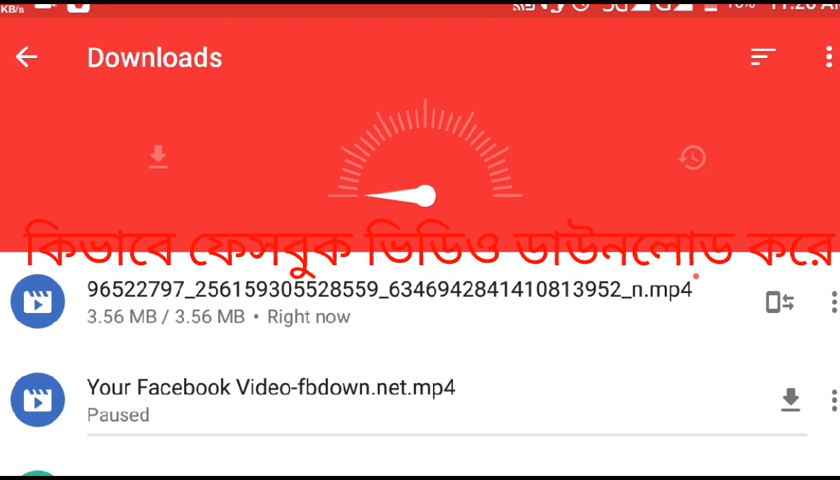 KB/s
Downloads
কিভাবে ফেসবুক ভিডিও ডাউনলোড করে
96522797_256159305528559_6346942841410813952_n.mp4
3.56 MB / 3.56 MB • Right now
Your Facebook Video-fbdown.net.mp4
Paused